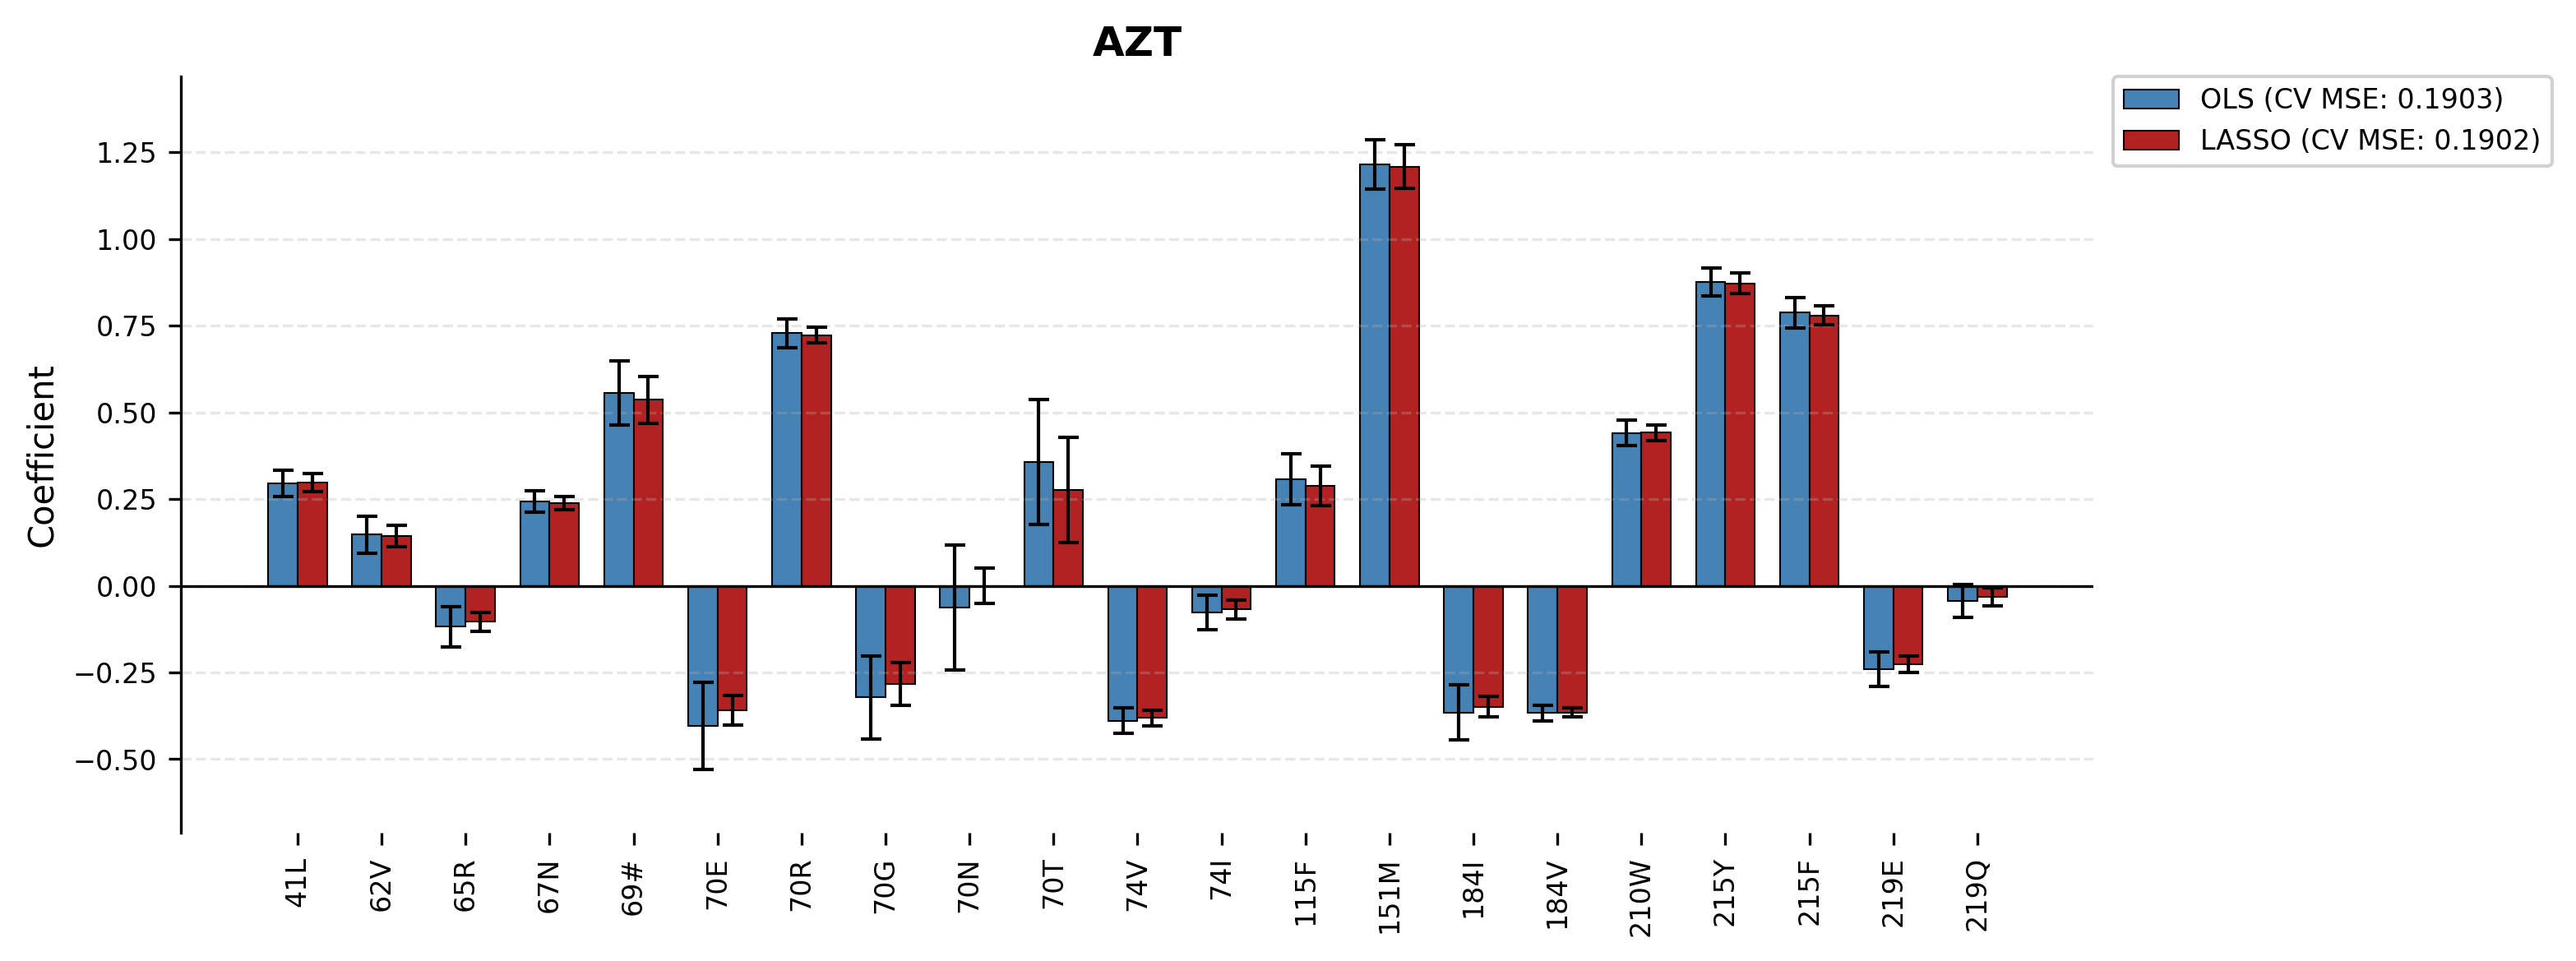 AZT
OLS (CV MSE: 0.1903)
LASSO (CV MSE: 0.1902)
Coefficient
1.25
1.00
0.75
0.50
0.25
0.00
−0.25
−0.50
41L
62V
65R
67N
69#
70E
70R
70G
70N
70T
74V
74I
115F
151M
184I
184V
210W
215Y
215F
219E
219Q